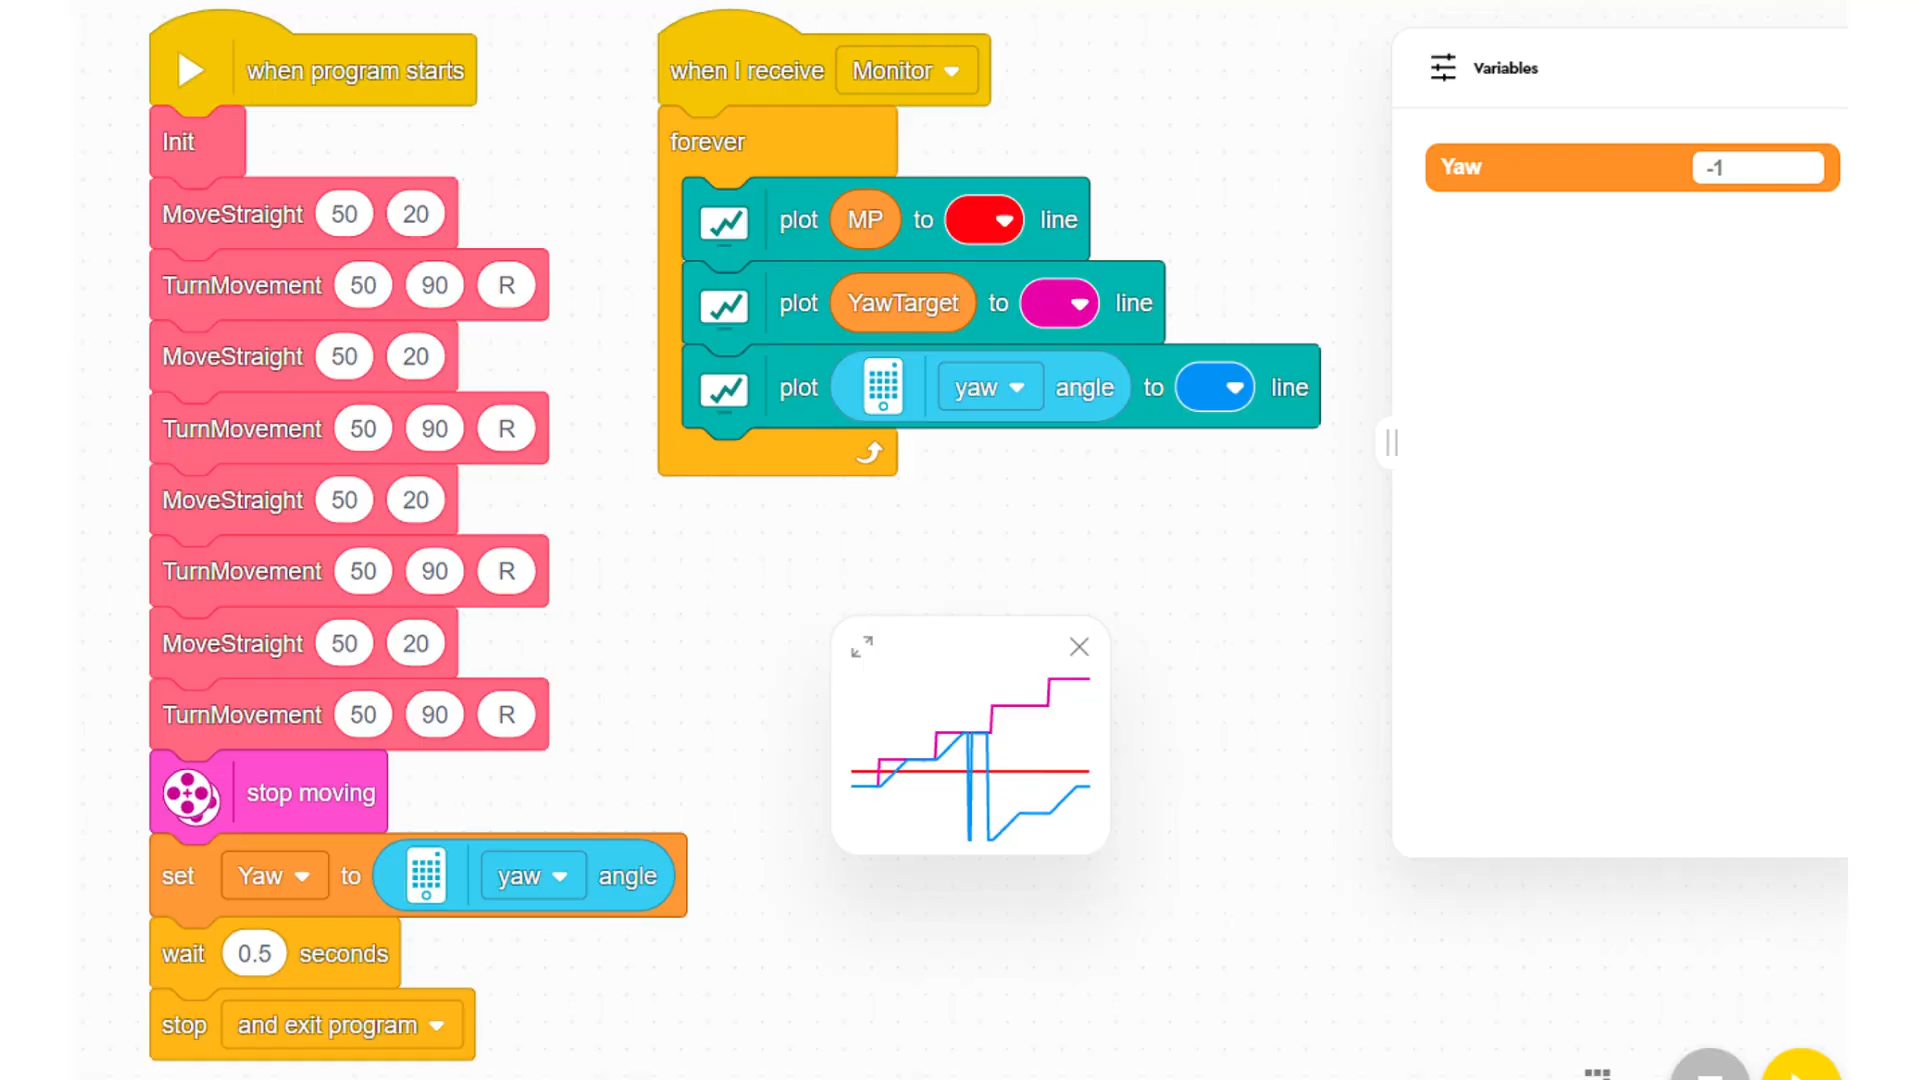 when program starts
Init
MoveStraight 50 20
TurnMovement 50 90 R
MoveStraight 50 20
TurnMovement 50 90 R
MoveStraight 50 20
TurnMovement 50 90 R
MoveStraight 50 20
TurnMovement 50 90 R
stop moving
set Yaw to yaw angle
wait 0.5 seconds
stop and exit program
when I receive Monitor
forever
plot MP to line
plot YawTarget to line
plot yaw angle to line
Variables
Yaw -1